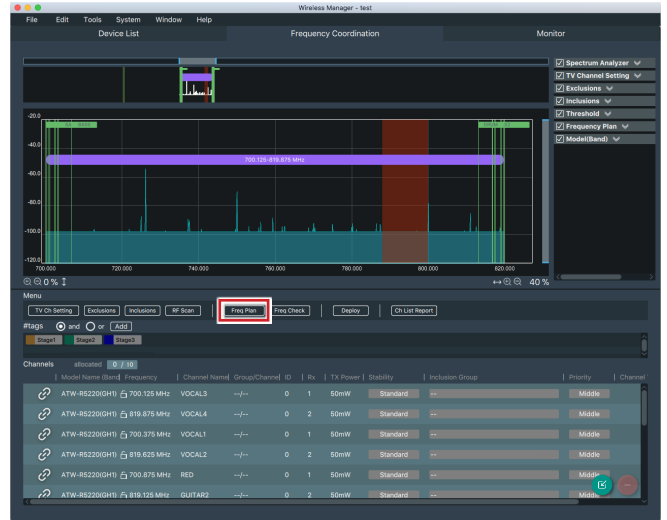 Wireless Manager - test
File Edit Tools System Window Help
Device List Frequency Coordination Monitor
Spectrum Analyzer
TV Channel Setting
Exclusions
Inclusions
Threshold
Frequency Plan
Model(Band)
-20.0
-40.0
700.125-819.875 MHz
-60.0
-80.0
-100.0
-120.0
700.000 720.000 740.000 760.000 780.000 800.000 820.000
0 % 40 %
Menu
TV Ch Setting Exclusions Inclusions RF Scan Freq Plan Freq Check Deploy Ch List Report
#tags and or Add
Stage1 Stage2 Stage3
Channels allocated 0 / 10
Model Name (Band Frequency Channel Name Group/Channel ID Rx TX Power Stability Inclusion Group Priority Channel
ATW-R5220(GH1) 700.125 MHz VOCAL3 --/-- 0 1 50mW Standard -- Middle
ATW-R5220(GH1) 819.875 MHz VOCAL4 --/-- 0 2 50mW Standard -- Middle
ATW-R5220(GH1) 700.375 MHz VOCAL1 --/-- 0 1 50mW Standard -- Middle
ATW-R5220(GH1) 819.625 MHz VOCAL2 --/-- 0 2 50mW Standard -- Middle
ATW-R5220(GH1) 700.875 MHz RED --/-- 0 1 50mW Standard -- Middle
ATW-R5220(GH1) 819.125 MHz GUITAR2 --/-- 0 2 50mW Standard -- Middle